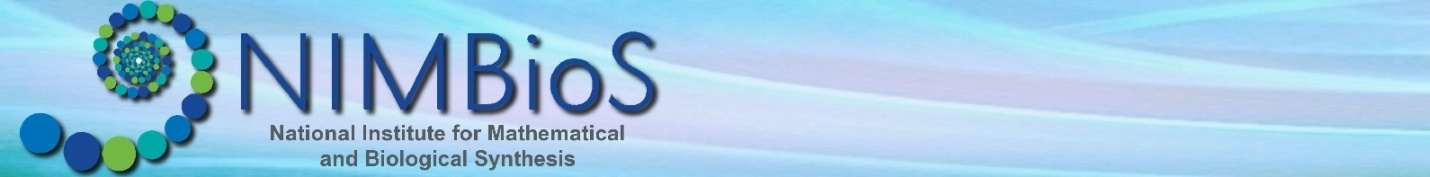 NIMBioS
National Institute for Mathematical
and Biological Synthesis